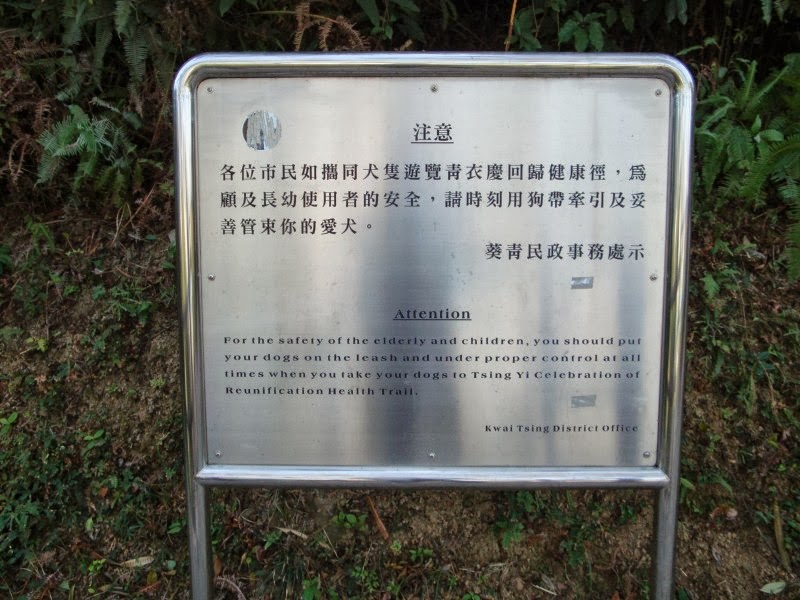 注意
各位市民如攜同犬隻遊覽青衣慶回歸健康徑，為
顧及長幼使用者的安全，請時刻用狗帶牽引及妥
善管束你的愛犬。
葵青民政事務處示
Attention
For the safety of the elderly and children, you should put
your dogs on the leash and under proper control at all
times when you take your dogs to Tsing Yi Celebration of
Reunification Health Trail.
Kwai Tsing District Office